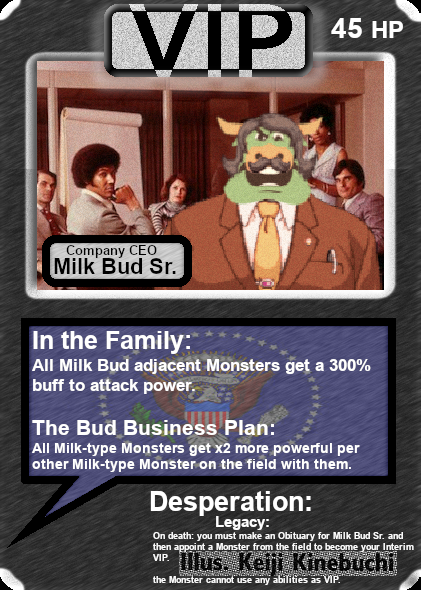 VIP
45 HP
Company CEO
Milk Bud Sr.
In the Family:
All Milk Bud adjacent Monsters get a 300%
buff to attack power.
The Bud Business Plan:
All Milk-type Monsters get x2 more powerful per
other Milk-type Monster on the field with them.
Desperation:
Legacy:
On death: you must make an Obituary for Milk Bud Sr. and
then appoint a Monster from the field to become your Interim
VIP.
Illus. Keiji Kinebuchi
the Monster cannot use any abilities as VIP.